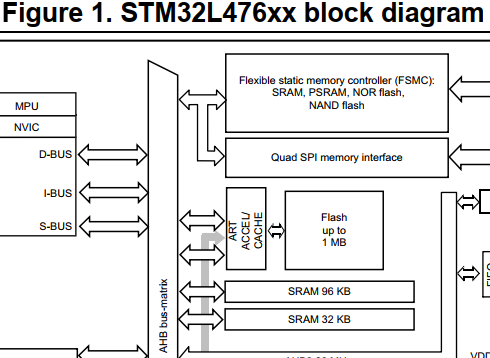 Figure 1. STM32L476xx block diagram
Flexible static memory controller (FSMC):
SRAM, PSRAM, NOR flash,
NAND flash
MPU
NVIC
D-BUS
Quad SPI memory interface
I-BUS
S-BUS
ART
ACCEL/
CACHE
Flash
up to
1 MB
AHB bus-matrix
SRAM 96 KB
SRAM 32 KB
VDD